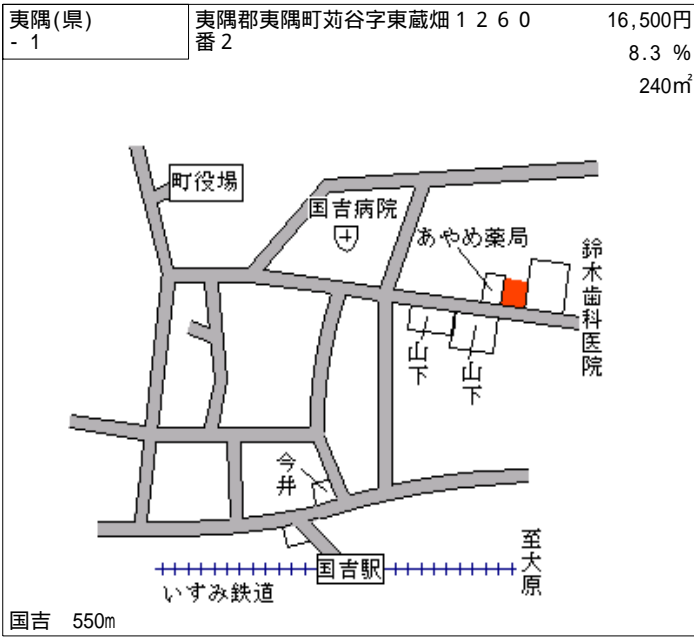 夷隅(県)
- 1
夷隅郡夷隅町苅谷字東蔵畑１２６０
番２
16,500円
8.3 %
240㎡
町役場
国吉病院
あやめ薬局
鈴木歯科医院
山下
山下
今井
至大原
国吉駅
いすみ鉄道
国吉 550m